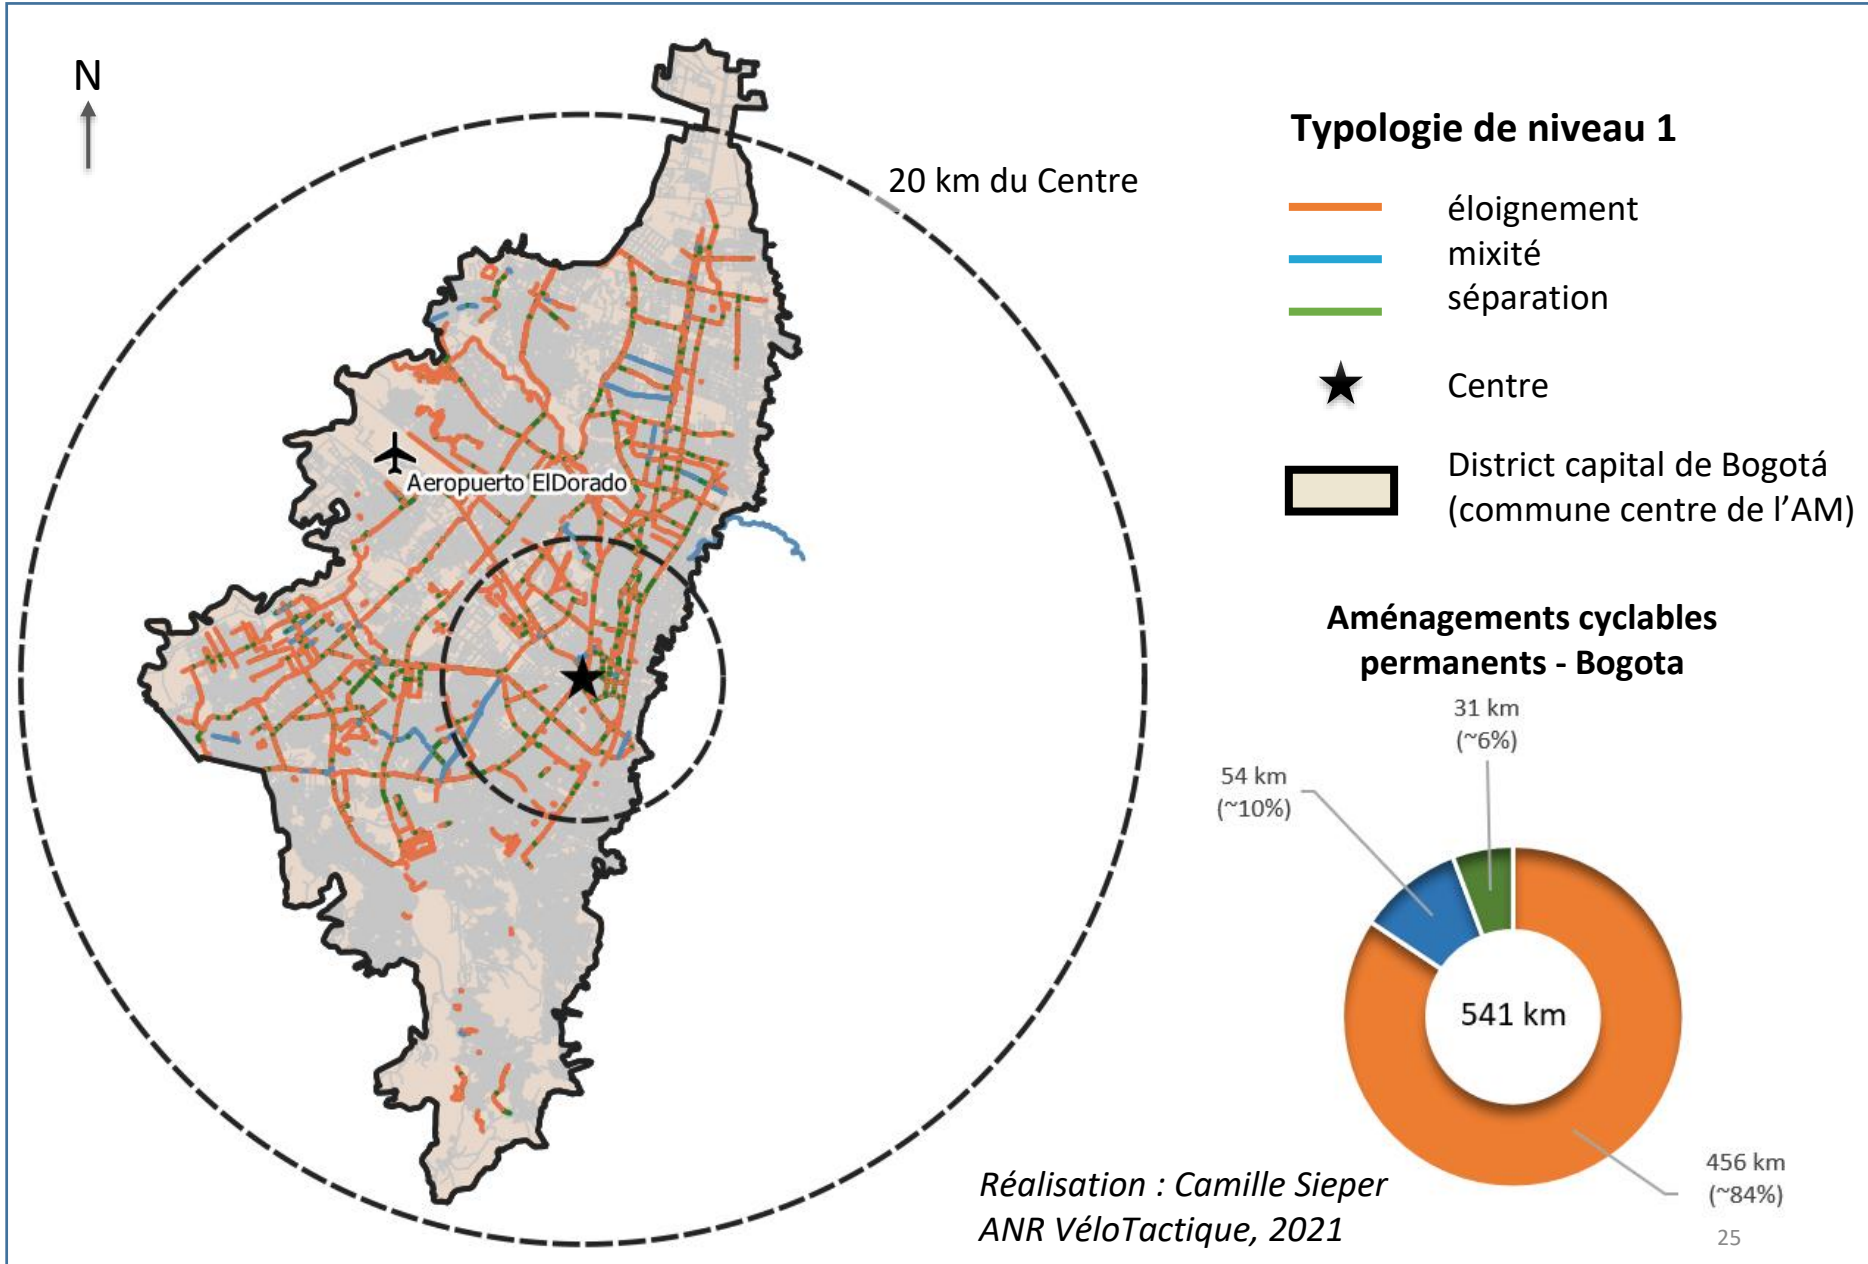 N
20 km du Centre
Aeropuerto ElDorado
Typologie de niveau 1
éloignement
mixité
séparation
Centre
District capital de Bogotá
(commune centre de l'AM)
Aménagements cyclables
permanents - Bogota
31 km
(~6%)
54 km
(~10%)
541 km
456 km
(~84%)
Réalisation : Camille Sieper
ANR VéloTactique, 2021
25